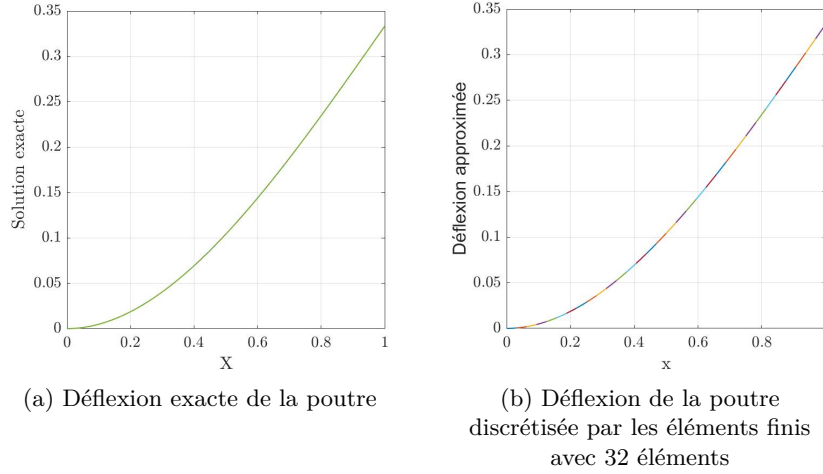 0.35
0.3
0.25
0.2
0.15
0.1
0.05
0
Solution exacte
0 0.2 0.4 0.6 0.8 1
X
(a) Déflexion exacte de la poutre
0.35
0.3
0.25
0.2
0.15
0.1
0.05
0
Déflexion approximée
0 0.2 0.4 0.6 0.8
x
(b) Déflexion de la poutre
discrétisée par les éléments finis
avec 32 éléments